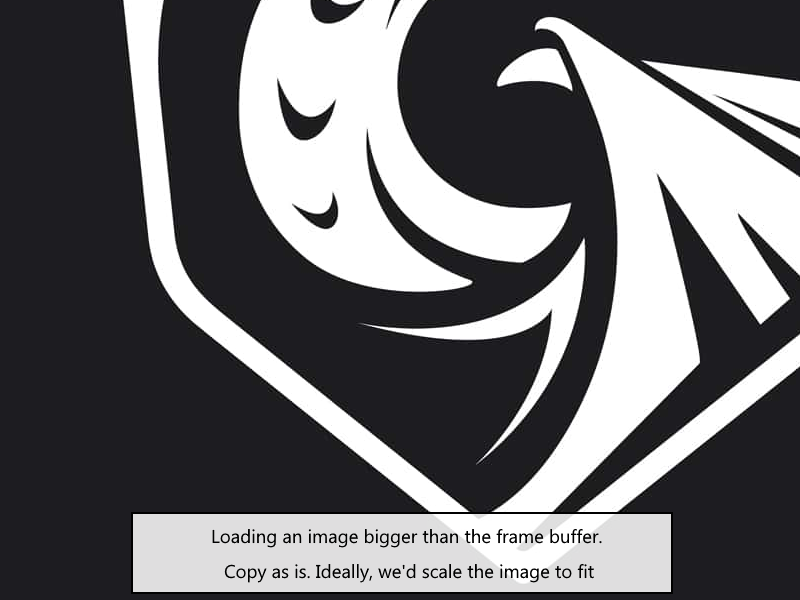 Loading an image bigger than the frame buffer.
Copy as is. Ideally, we'd scale the image to fit